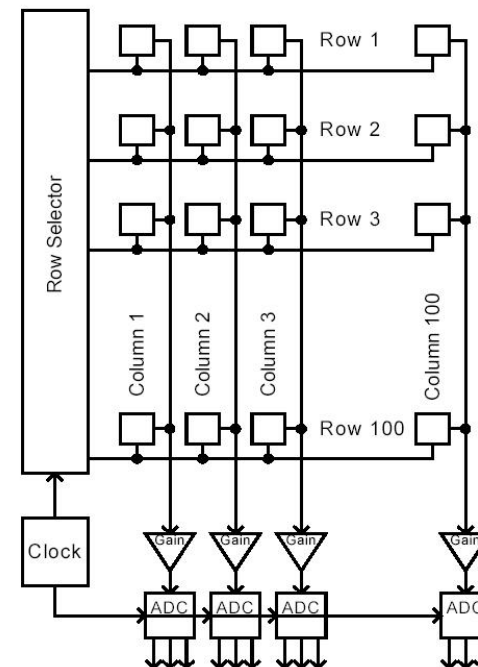 Row 1
Row 2
Row 3
Row Selector
Column 1
Column 2
Column 3
Column 100
Row 100
Clock
Gain
Gain
Gain
Gain
ADC
ADC
ADC
ADC